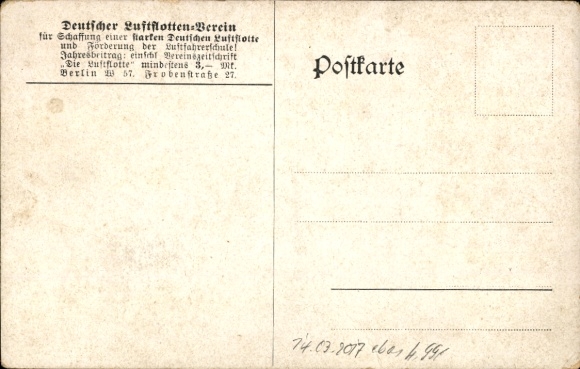 Deutscher Luftflotten-Verein
für Schaffung einer starken Deutschen Luftflotte
und Förderung der Luftfahrerschule!
Jahresbeitrag: einschl. Vereinszeitschrift
„Die Luftflotte“ mindestens 3,— Mk.
Berlin W 57, Frobenstraße 27.
Postkarte
14.03.2017 ebas